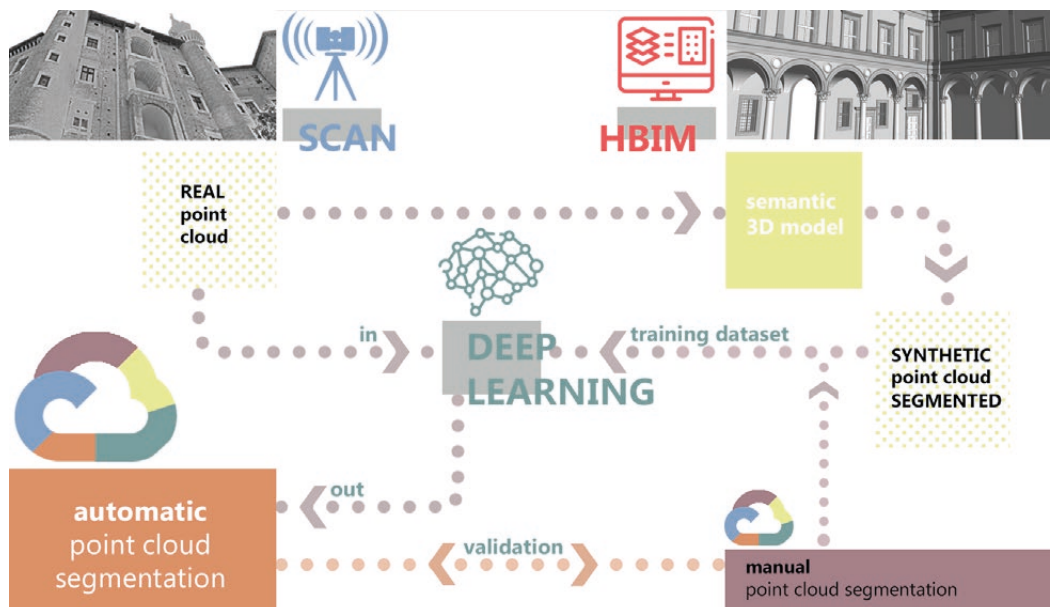 SCAN
HBIM
REAL
point
cloud
semantic
3D model
in
DEEP
LEARNING
training dataset
SYNTHETIC
point cloud
SEGMENTED
out
automatic
point cloud
segmentation
validation
manual
point cloud segmentation